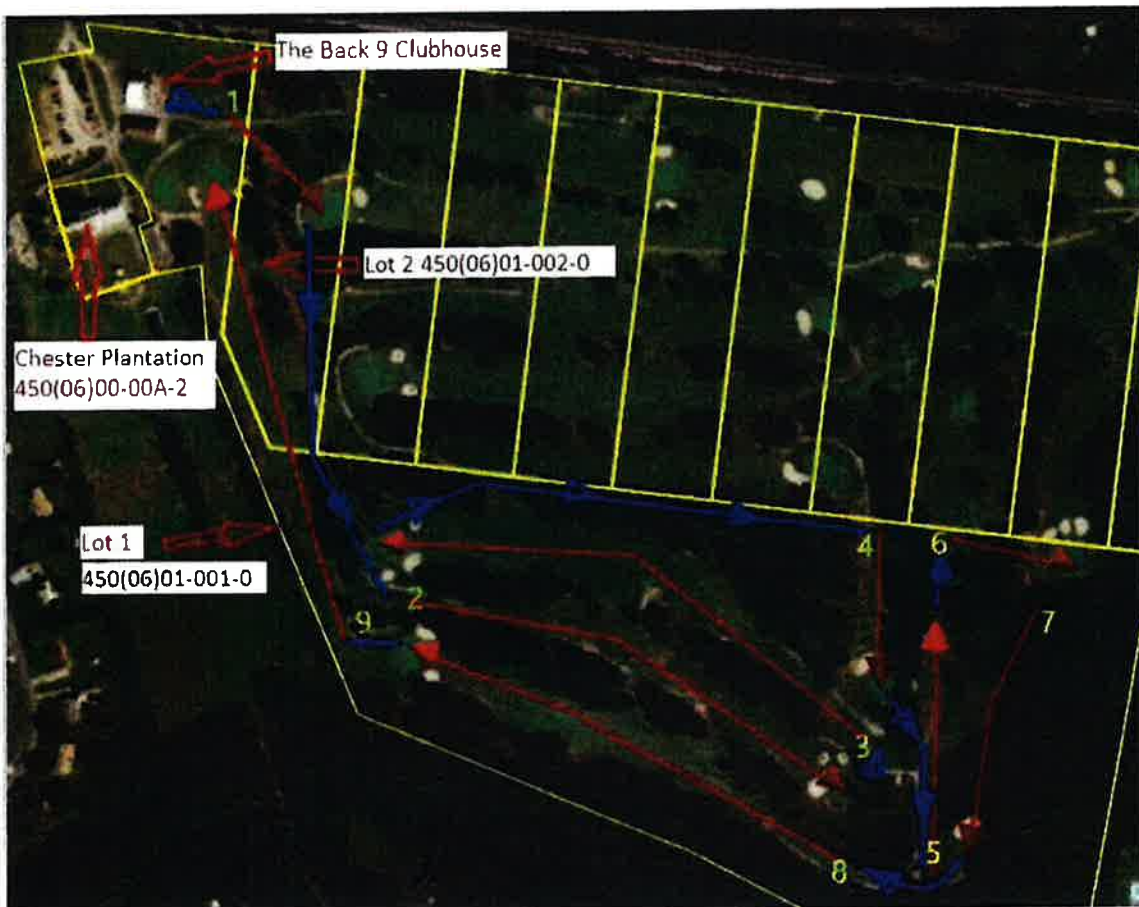 The Back 9 Clubhouse
1
Lot 2 450(06)01-002-0
Chester Plantation
450(06)00-00A-2
Lot 1
450(06)01-001-0
4
6
2
9
7
3
5
8